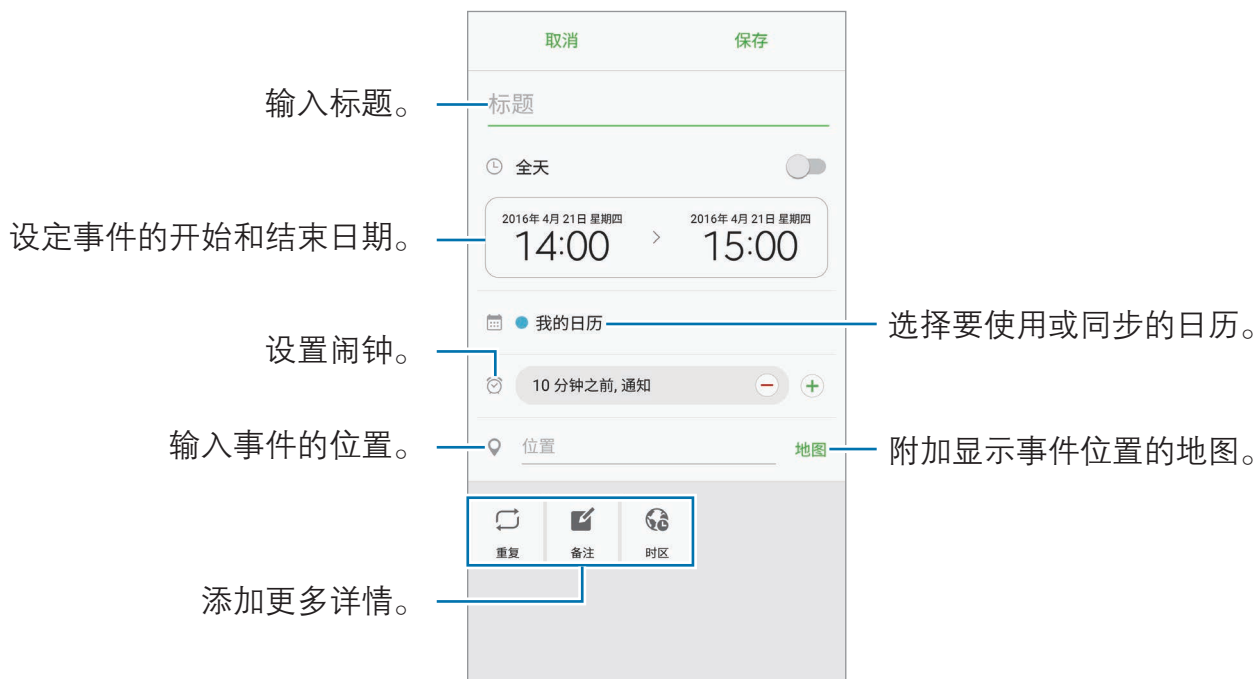 取消 保存
输入标题。 标题
全天
设定事件的开始和结束日期。 2016年 4月 21日 星期四 2016年 4月 21日 星期四
14:00 > 15:00
我的日历 选择要使用或同步的日历。
设置闹钟。
10 分钟之前, 通知
输入事件的位置。 位置 地图 附加显示事件位置的地图。
重复 备注 时区
添加更多详情。